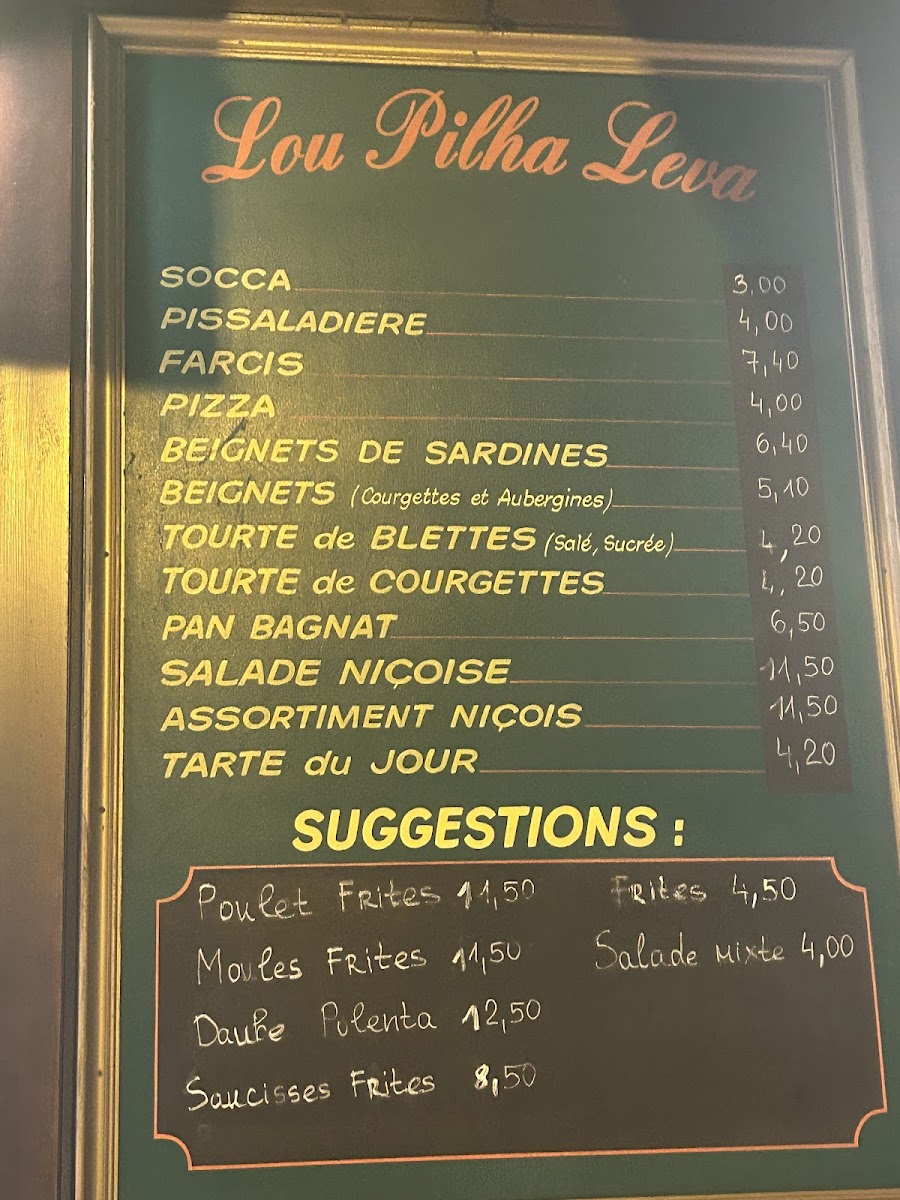 Lou Pilha Leva
SOCCA 3,00
PISSALADIERE 4,00
FARCIS 7,40
PIZZA 4,00
BEIGNETS DE SARDINES 6,40
BEIGNETS (Courgettes et Aubergines) 5,10
TOURTE de BLETTES (Salé, Sucrée) 4,20
TOURTE de COURGETTES 4,20
PAN BAGNAT 6,50
SALADE NIÇOISE 11,50
ASSORTIMENT NIÇOIS 11,50
TARTE du JOUR 4,20
SUGGESTIONS :
Poulet Frites 11,50 Frites 4,50
Moules Frites 11,50 Salade Mixte 4,00
Daube Polenta 12,50
Saucisses Frites 8,50